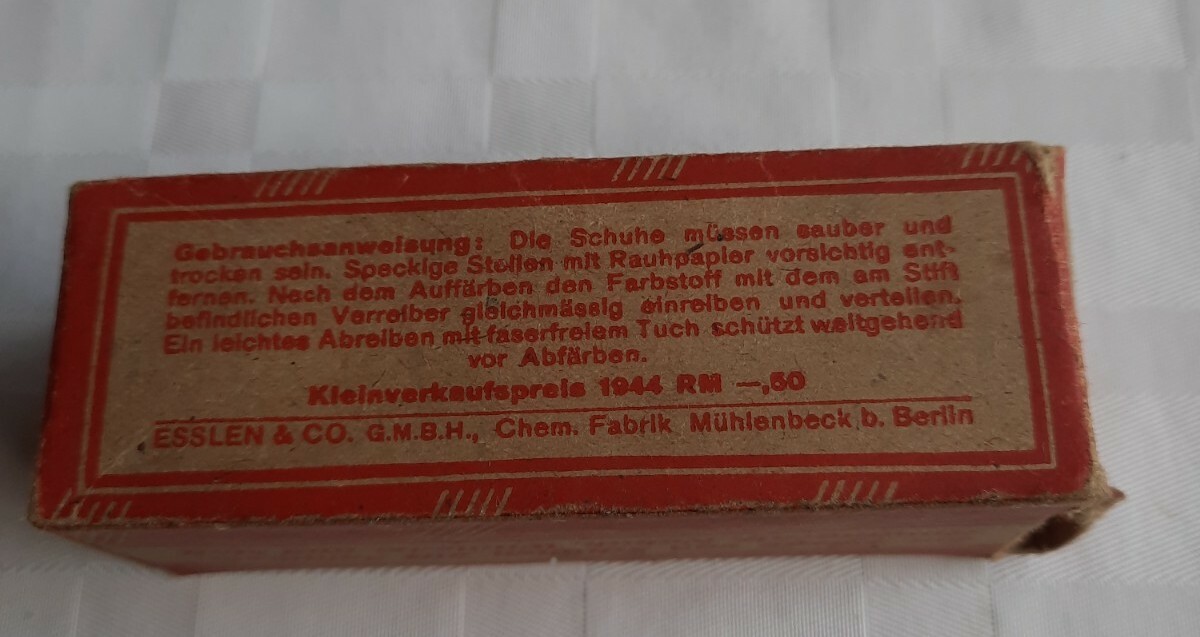 Gebrauchsanweisung: Die Schuhe müssen sauber und
trocken sein. Speckige Stellen mit Rauhpapier vorsichtig ent-
fernen. Nach dem Auffärben den Farbstoff mit dem am Stift
befindlichen Verreiber gleichmässig einreiben und verteilen.
Ein leichtes Abreiben mit faserfreiem Tuch schützt weitgehend
vor Abfärben.
Kleinverkaufspreis 1944 RM —,50
ESSLEN & CO. G.M.B.H., Chem. Fabrik Mühlenbeck b. Berlin